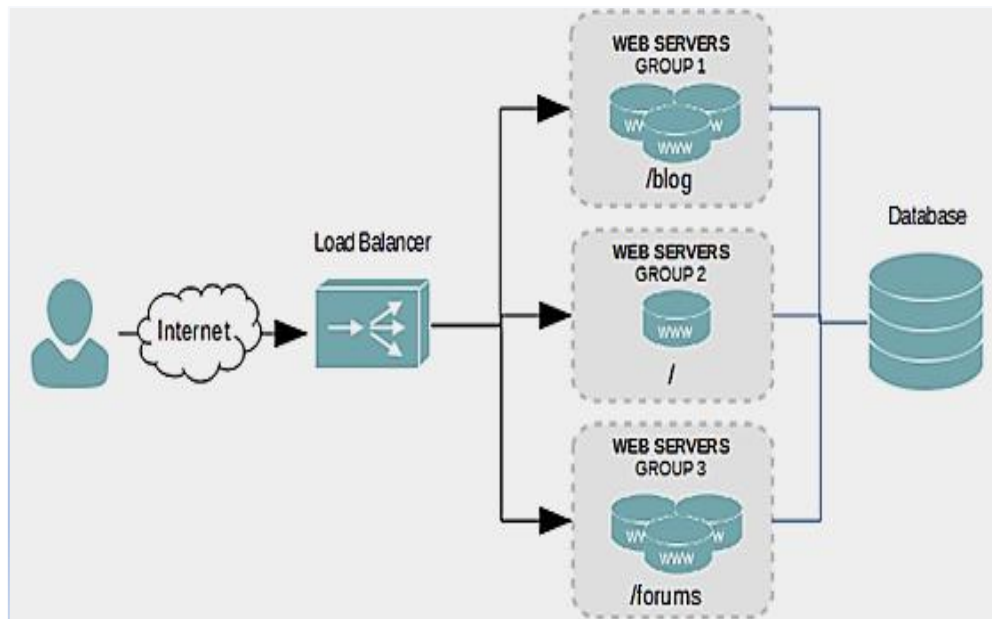 WEB SERVERS
GROUP 1
WWW
/blog
Load Balancer
Internet
WEB SERVERS
GROUP 2
WWW
/
Database
WEB SERVERS
GROUP 3
WWW
/forums